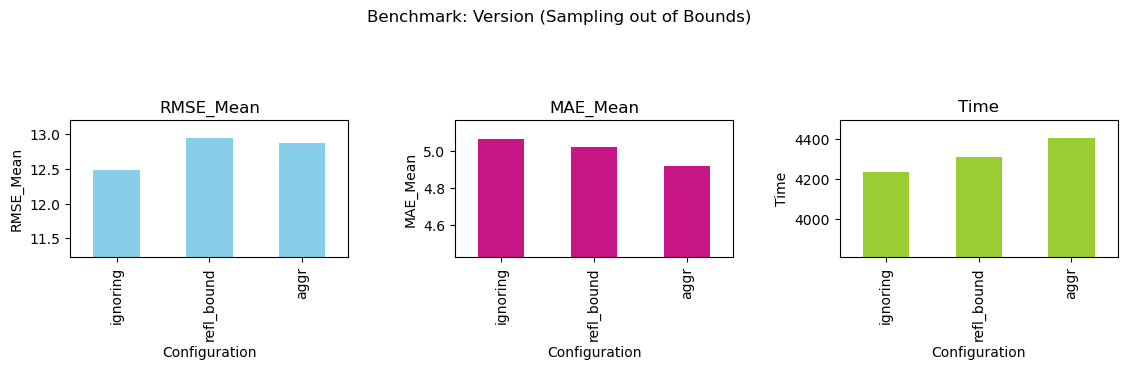 Benchmark: Version (Sampling out of Bounds)
RMSE_Mean
RMSE_Mean
13.0
12.5
12.0
11.5
ignoring
refl_bound
aggr
Configuration
MAE_Mean
MAE_Mean
5.0
4.8
4.6
ignoring
refl_bound
aggr
Configuration
Time
Time
4400
4200
4000
ignoring
refl_bound
aggr
Configuration